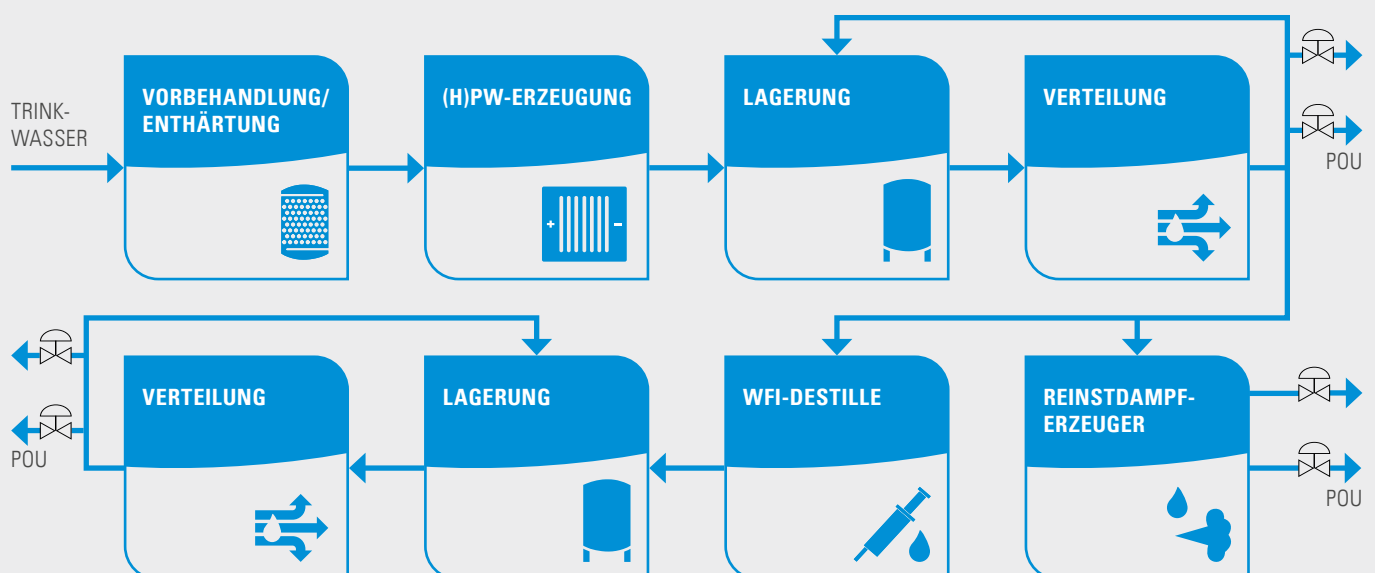 TRINK-
WASSER
VORBEHANDLUNG/
ENTHÄRTUNG
(H)PW-ERZEUGUNG
LAGERUNG
VERTEILUNG
POU
+
-
POU
VERTEILUNG
LAGERUNG
WFI-DESTILLE
REINSTDAMPF-
ERZEUGER
POU